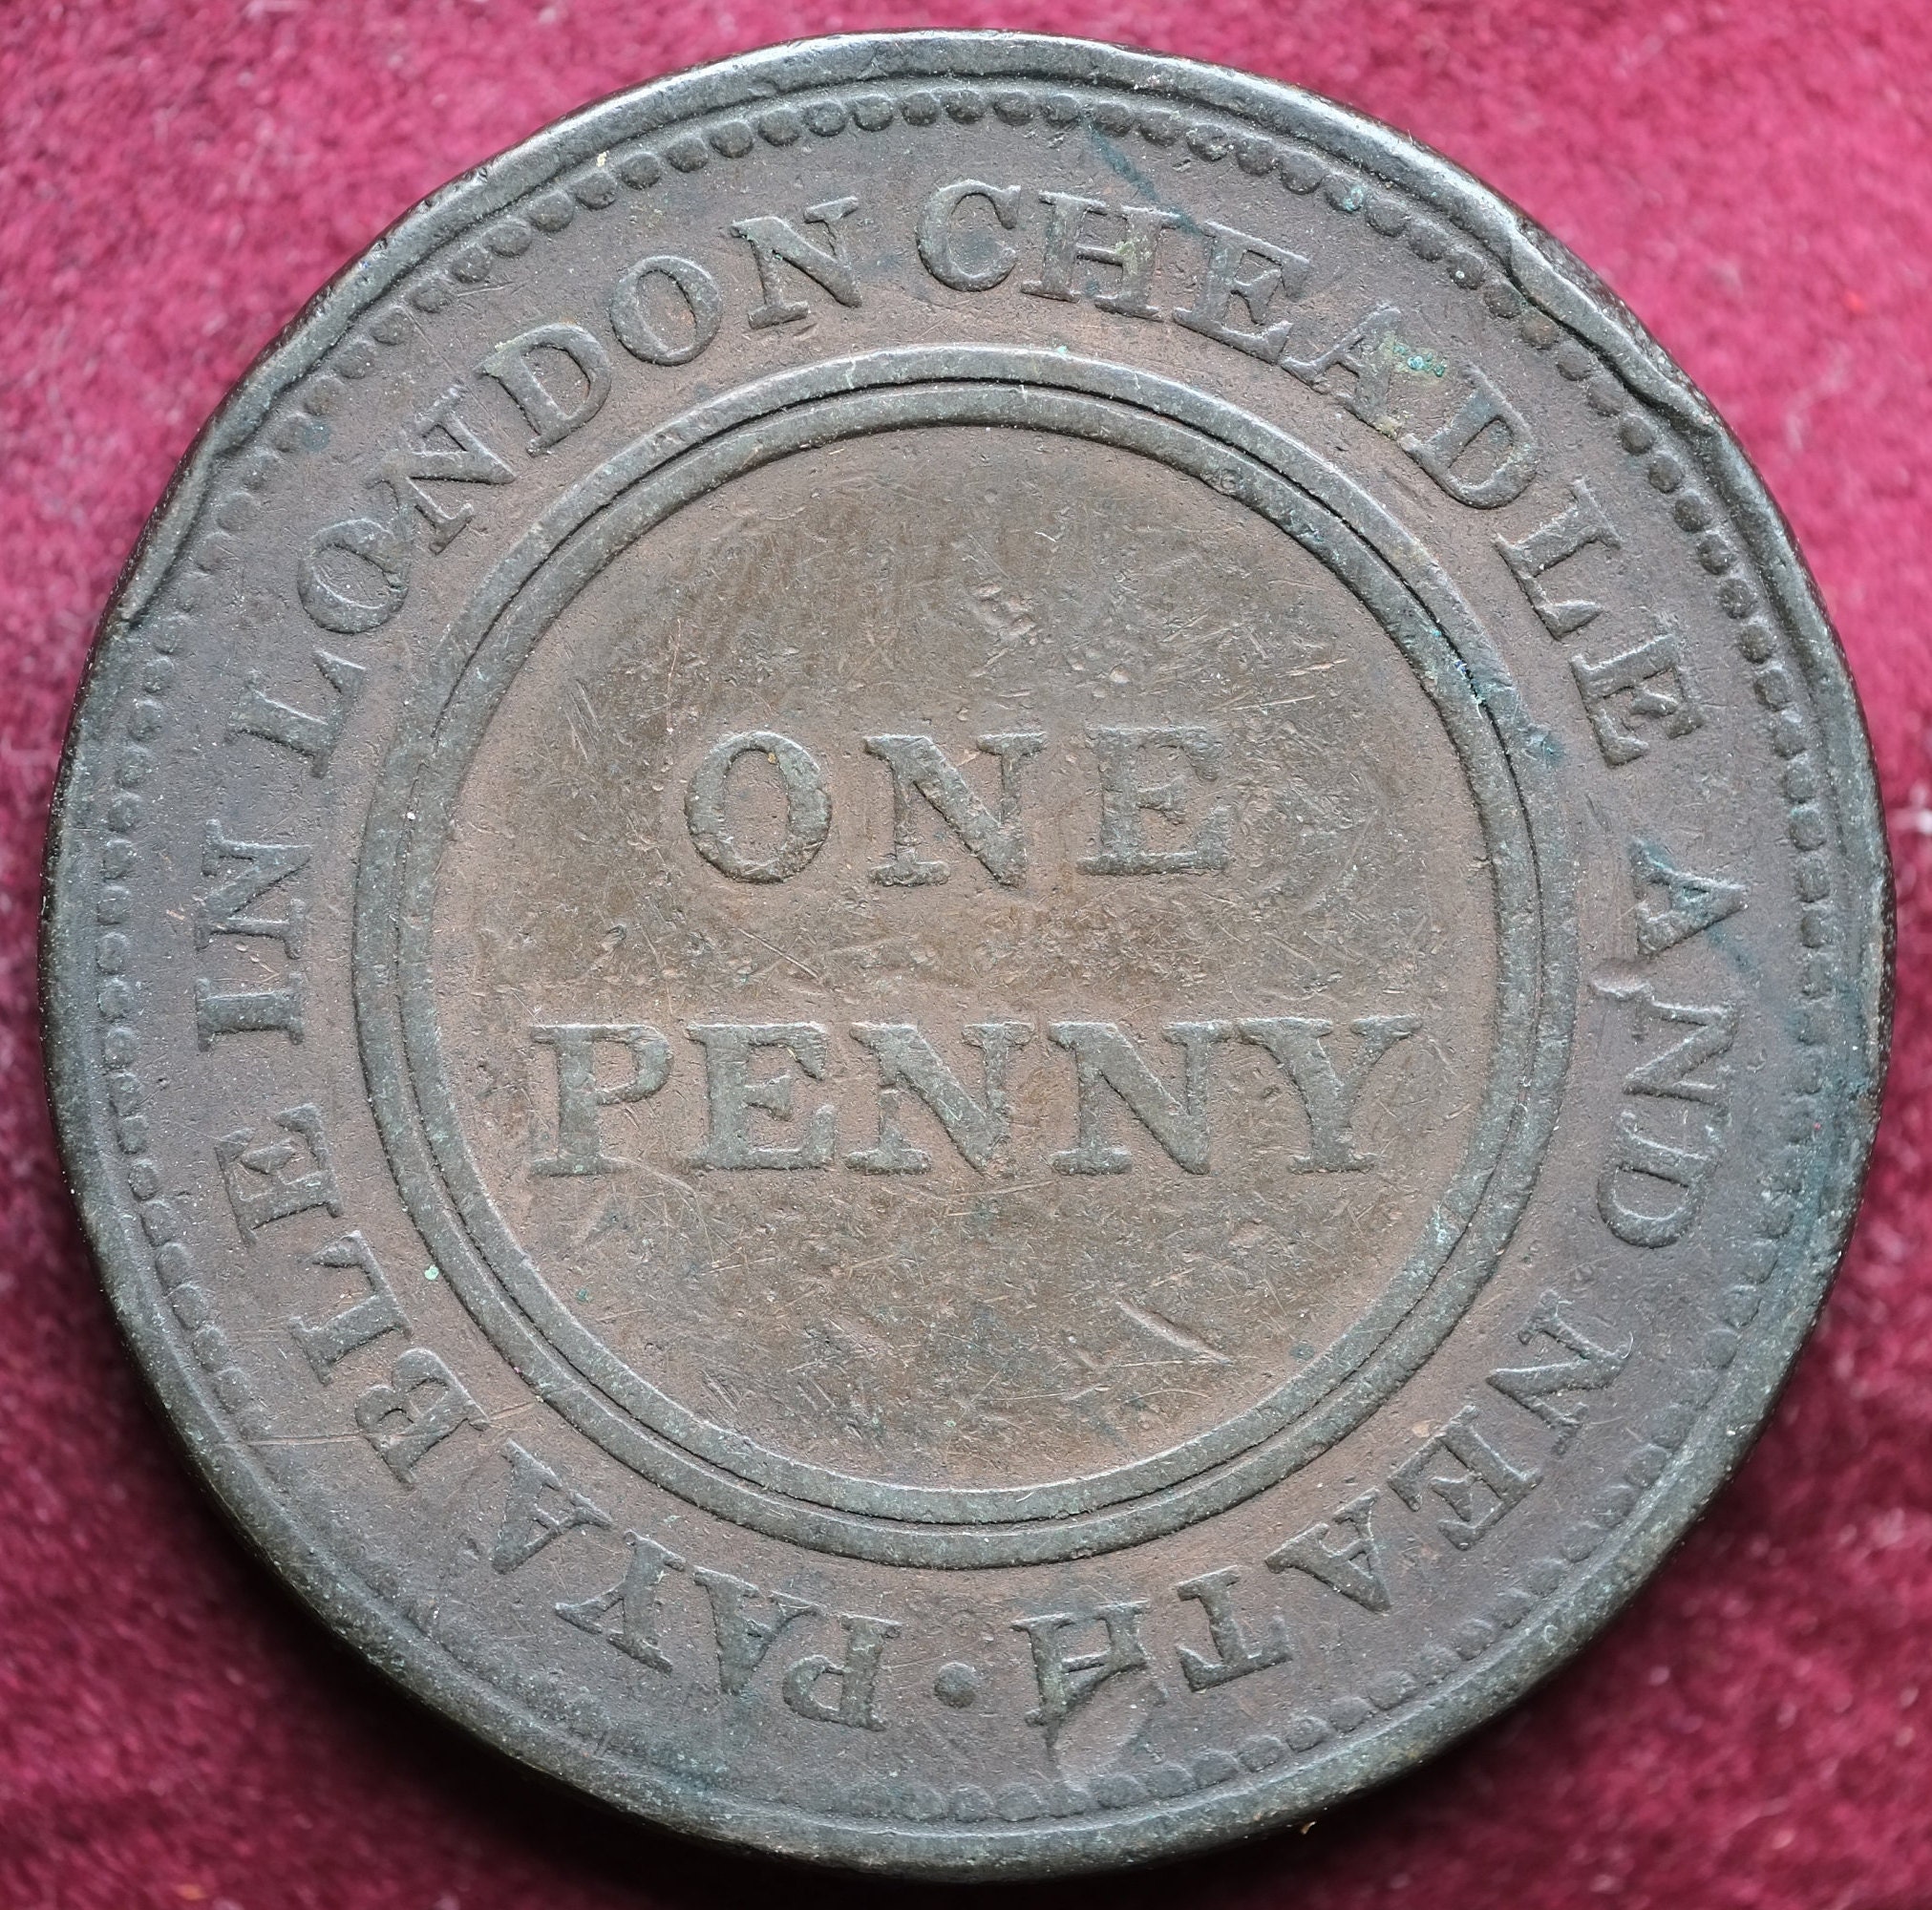 PAYABLE IN LONDON CHEADLE AND NEATH ·
ONE
PENNY